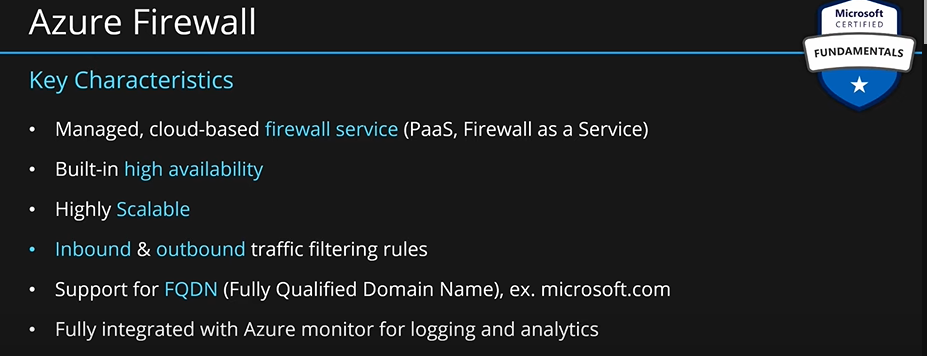 Azure Firewall
Microsoft
CERTIFIED
FUNDAMENTALS
Key Characteristics
• Managed, cloud-based firewall service (PaaS, Firewall as a Service)
• Built-in high availability
• Highly Scalable
• Inbound & outbound traffic filtering rules
• Support for FQDN (Fully Qualified Domain Name), ex. microsoft.com
• Fully integrated with Azure monitor for logging and analytics